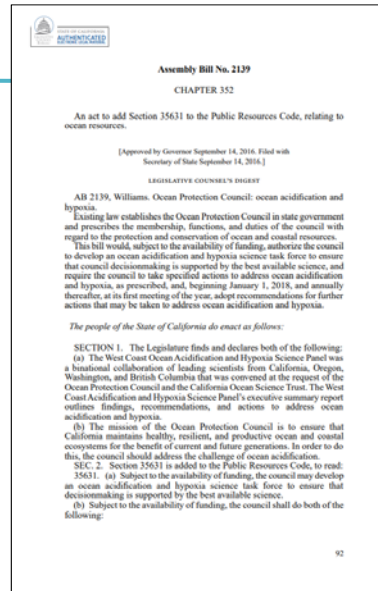 STATE OF CALIFORNIA
AUTHENTICATED
ELECTRONIC LEGAL MATERIAL
Assembly Bill No. 2139
CHAPTER 352
An act to add Section 35631 to the Public Resources Code, relating to
ocean resources.
[Approved by Governor September 14, 2016. Filed with
Secretary of State September 14, 2016.]
LEGISLATIVE COUNSEL'S DIGEST
AB 2139, Williams. Ocean Protection Council: ocean acidification and
hypoxia.
Existing law establishes the Ocean Protection Council in state government
and prescribes the membership, functions, and duties of the council with
regard to the protection and conservation of ocean and coastal resources.
This bill would, subject to the availability of funding, authorize the council
to develop an ocean acidification and hypoxia science task force to ensure
that council decisionmaking is supported by the best available science, and
require the council to take specified actions to address ocean acidification
and hypoxia, as prescribed, and, beginning January 1, 2018, and annually
thereafter, at its first meeting of the year, adopt recommendations for further
actions that may be taken to address ocean acidification and hypoxia.
The people of the State of California do enact as follows:
SECTION 1. The Legislature finds and declares both of the following:
(a) The West Coast Ocean Acidification and Hypoxia Science Panel was
a binational collaboration of leading scientists from California, Oregon,
Washington, and British Columbia that was convened at the request of the
Ocean Protection Council and the California Ocean Science Trust. The West
Coast Acidification and Hypoxia Science Panel's executive summary report
outlines findings, recommendations, and actions to address ocean
acidification and hypoxia.
(b) The mission of the Ocean Protection Council is to ensure that
California maintains healthy, resilient, and productive ocean and coastal
ecosystems for the benefit of current and future generations. In order to do
this, the council should address the challenge of ocean acidification.
SEC. 2. Section 35631 is added to the Public Resources Code, to read:
35631. (a) Subject to the availability of funding, the council may develop
an ocean acidification and hypoxia science task force to ensure that
decisionmaking is supported by the best available science.
(b) Subject to the availability of funding, the council shall do both of the
following:
92